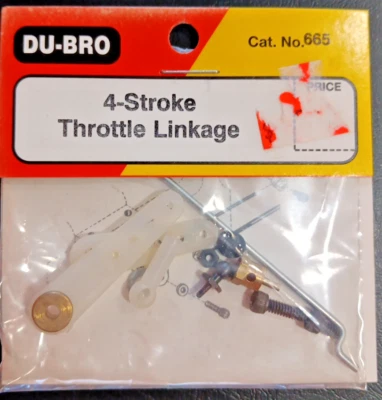 DU-BRO
Cat. No.665
PRICE
4-Stroke
Throttle Linkage